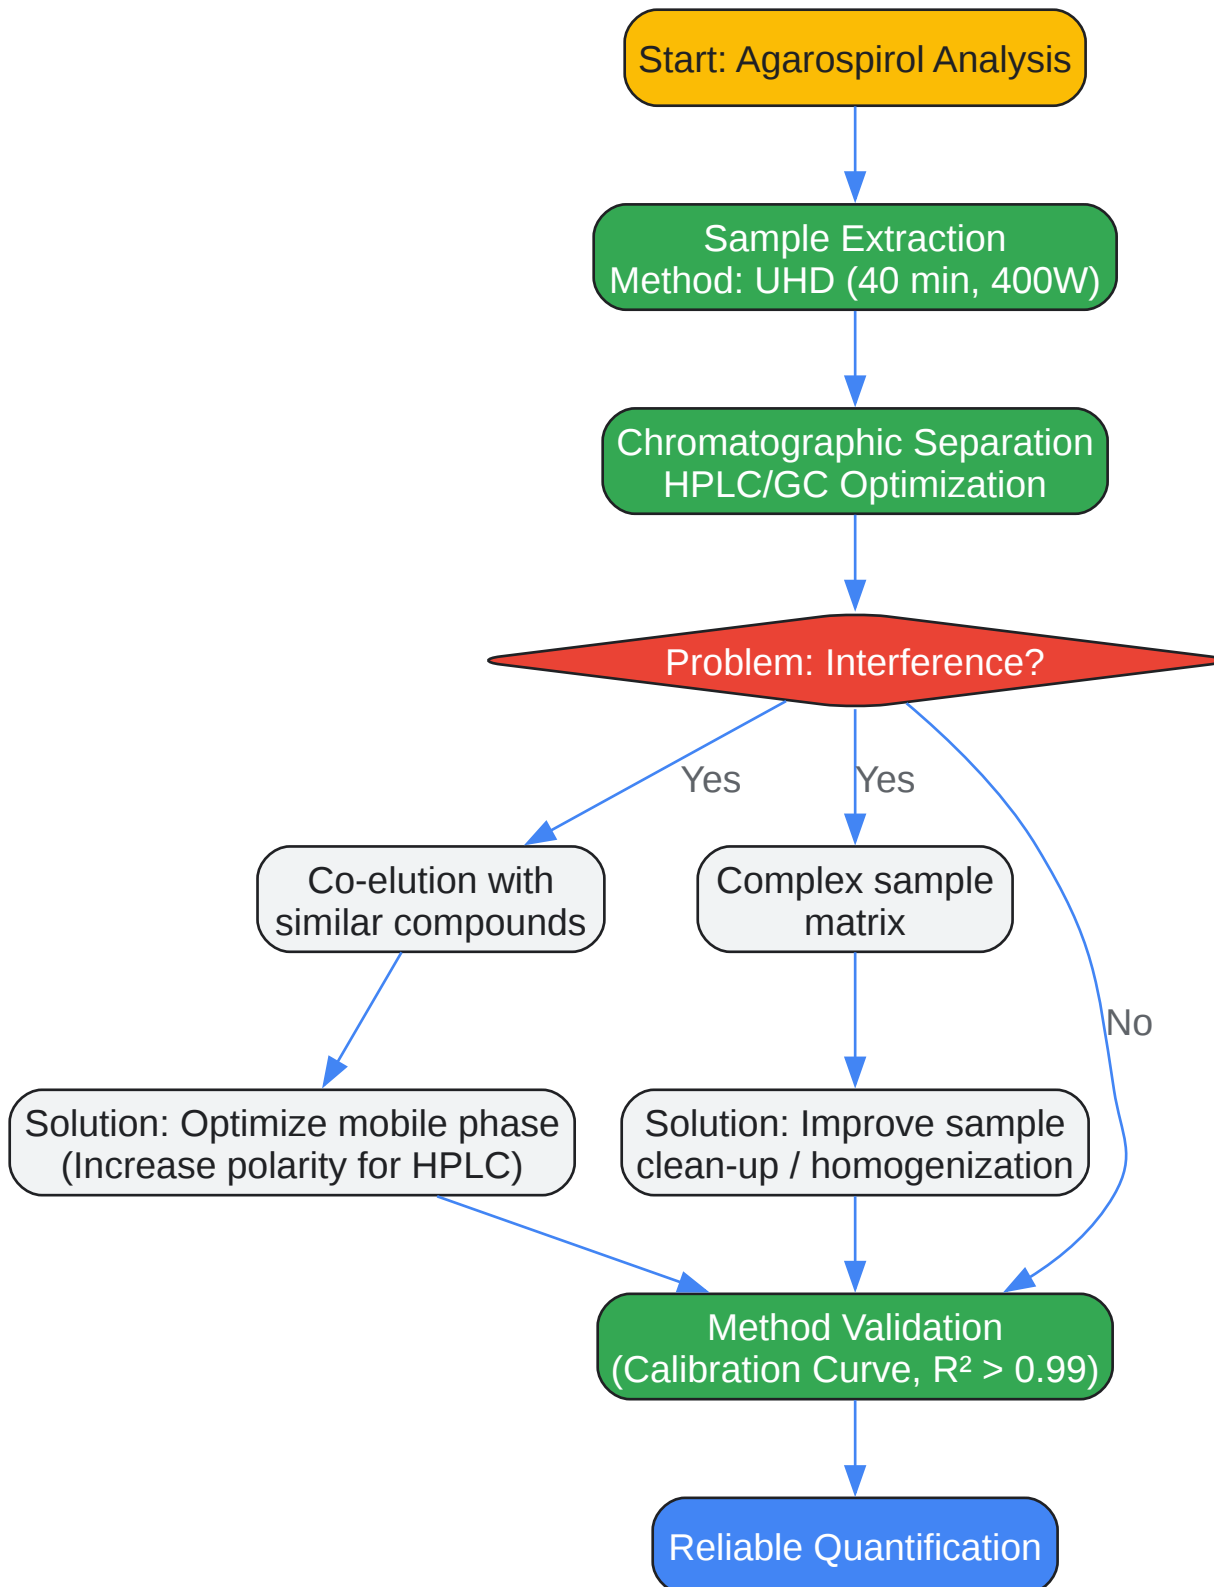 Start: Agarospirol Analysis
Sample Extraction
Method: UHD (40 min, 400W)
Chromatographic Separation
HPLC/GC Optimization
Problem: Interference?
Yes
Yes
Co-elution with
similar compounds
Complex sample
matrix
No
Solution: Optimize mobile phase
(Increase polarity for HPLC)
Solution: Improve sample
clean-up / homogenization
Method Validation
(Calibration Curve, R² > 0.99)
Reliable Quantification